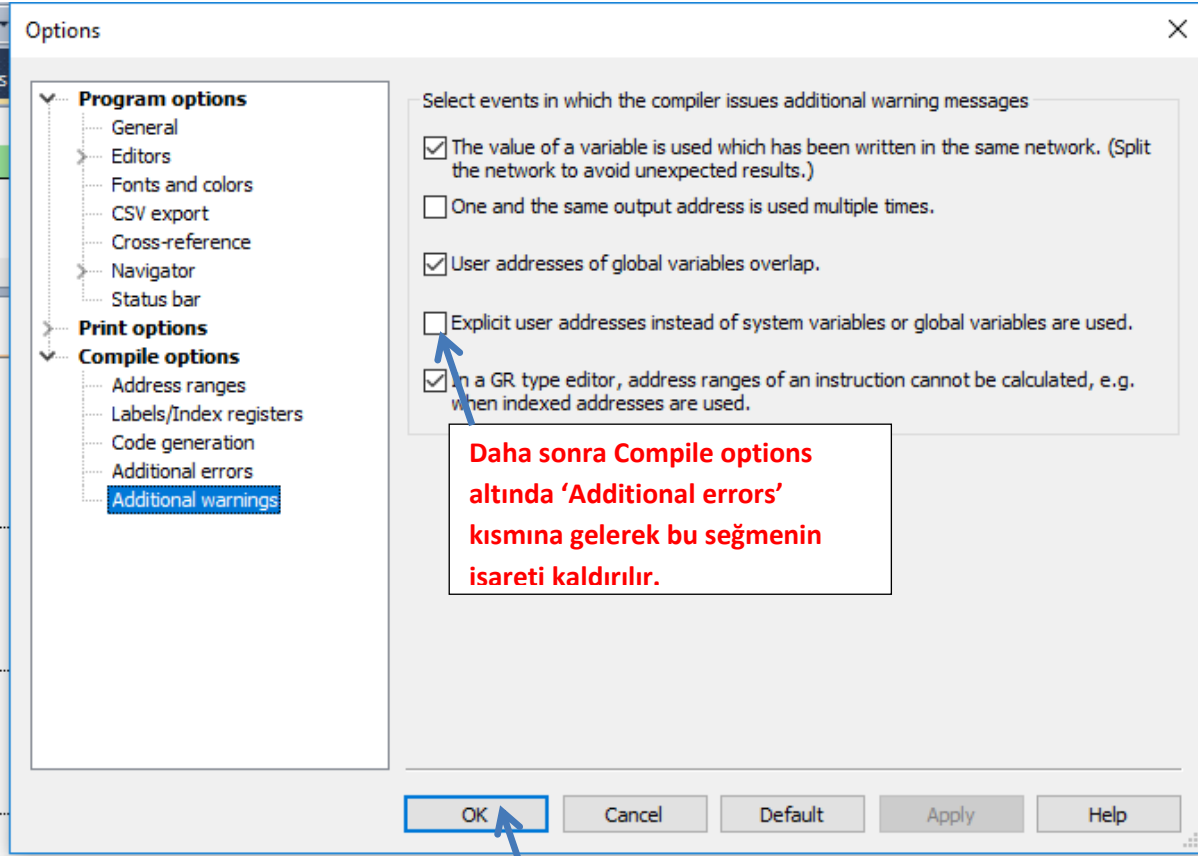 Options
Program options
General
Editors
Fonts and colors
CSV export
Cross-reference
Navigator
Status bar
Print options
Compile options
Address ranges
Labels/Index registers
Code generation
Additional errors
Additional warnings
Select events in which the compiler issues additional warning messages
The value of a variable is used which has been written in the same network. (Split
the network to avoid unexpected results.)
One and the same output address is used multiple times.
User addresses of global variables overlap.
Explicit user addresses instead of system variables or global variables are used.
In a GR type editor, address ranges of an instruction cannot be calculated, e.g.
when indexed addresses are used.
Daha sonra Compile options
altında ‘Additional errors’
kısmına gelerek bu seğmenin
işareti kaldırılır.
OK
Cancel
Default
Apply
Help